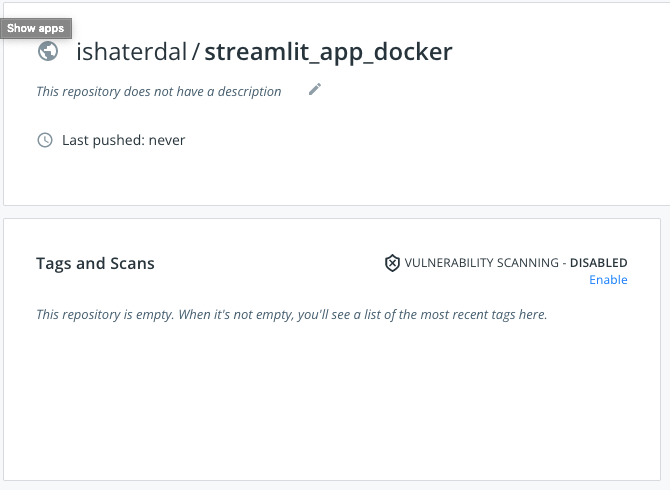 Show apps
ishaterdal / streamlit_app_docker
This repository does not have a description
Last pushed: never
Tags and Scans
VULNERABILITY SCANNING - DISABLED
Enable
This repository is empty. When it's not empty, you'll see a list of the most recent tags here.